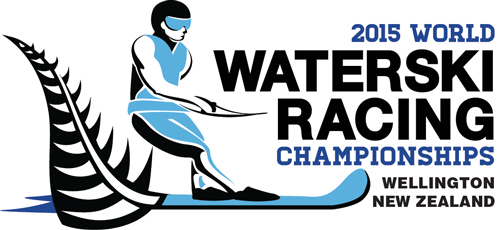 2015 WORLD
WATERSKI
RACING
CHAMPIONSHIPS
WELLINGTON
NEW ZEALAND